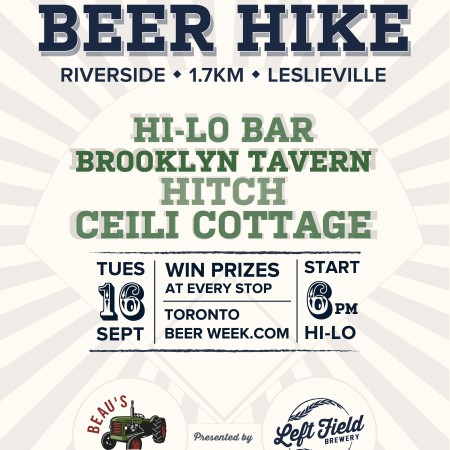 BEER HIKE
RIVERSIDE • 1.7KM • LESLIEVILLE
HI-LO BAR
BROOKLYN TAVERN
HITCH
CEILI COTTAGE
TUES
16
SEPT
WIN PRIZES
AT EVERY STOP
TORONTO
BEER WEEK.COM
START
6PM
HI-LO
BEAU'S
Presented by
Left Field
BREWERY